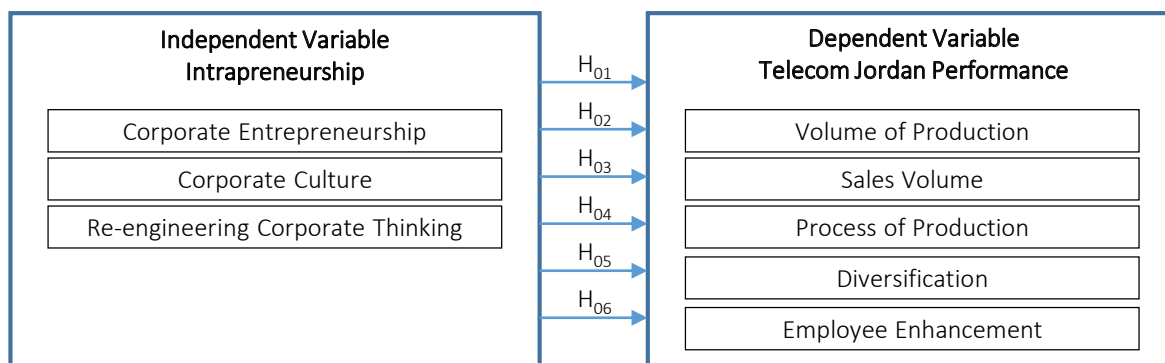 Independent Variable
Intrapreneurship
Corporate Entrepreneurship
Corporate Culture
Re-engineering Corporate Thinking
H01
H02
H03
H04
H05
H06
Dependent Variable
Telecom Jordan Performance
Volume of Production
Sales Volume
Process of Production
Diversification
Employee Enhancement